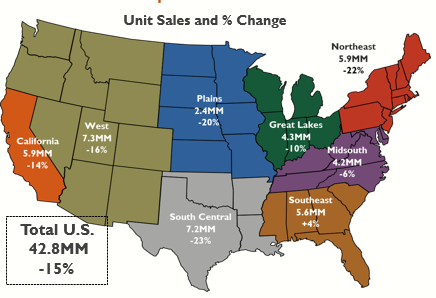 Unit Sales and % Change
Northeast
5.9MM
-22%
Plains
2.4MM
-20%
Great Lakes
4.3MM
-10%
West
7.3MM
-16%
California
5.9MM
-14%
Midsouth
4.2MM
-6%
Southeast
5.6MM
+4%
South Central
7.2MM
-23%
Total U.S.
42.8MM
-15%